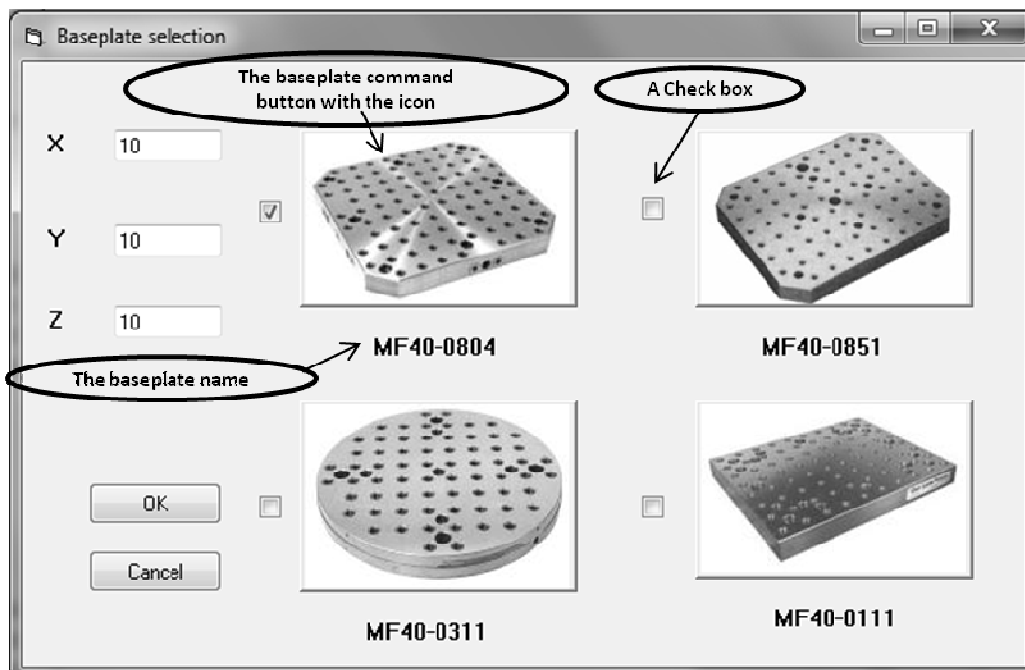 Baseplate selection
The baseplate command
button with the icon
A Check box
X 10
Y 10
Z 10
MF40-0804
MF40-0851
The baseplate name
OK
Cancel
MF40-0311
MF40-0111